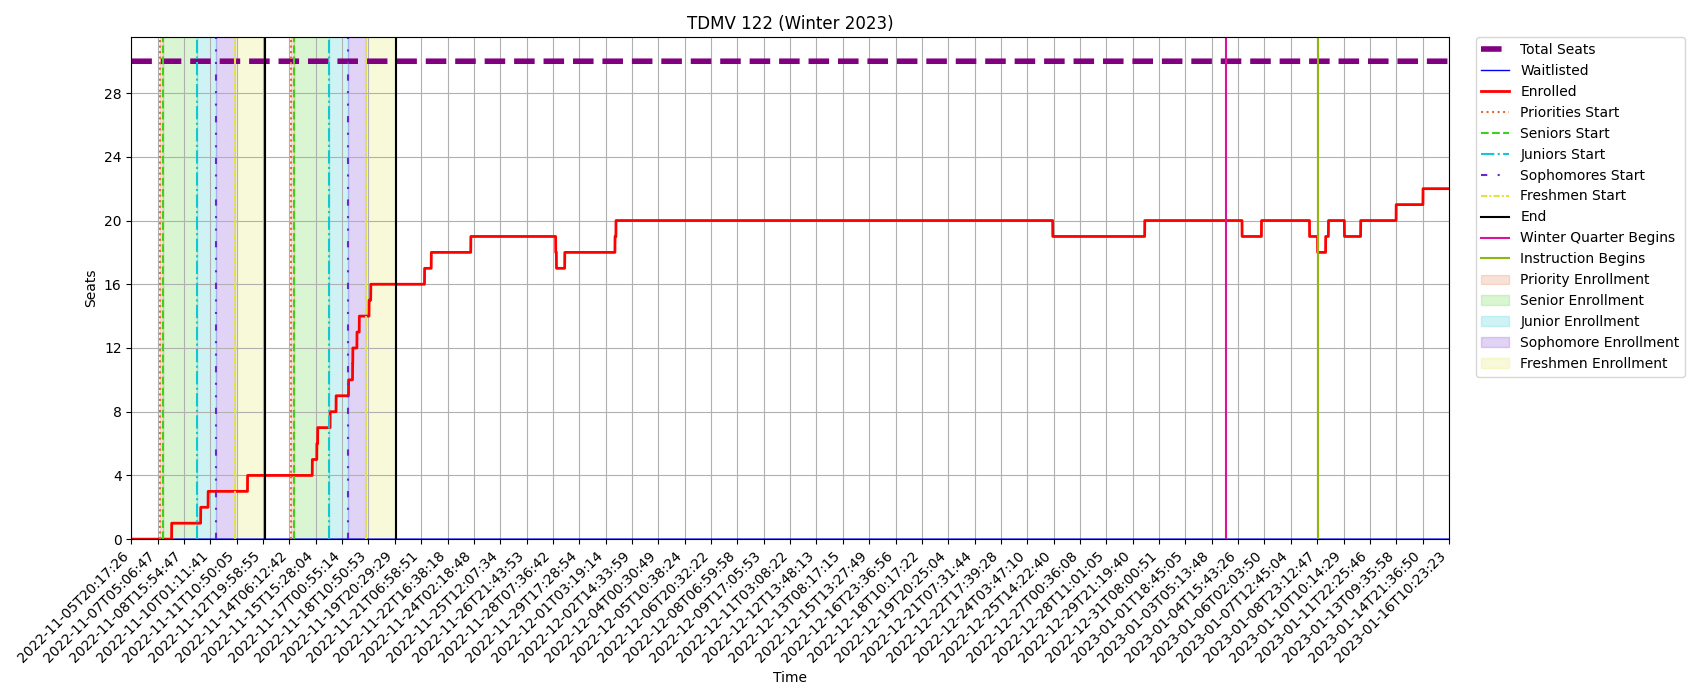 TDMV 122 (Winter 2023)
Total Seats
Waitlisted
Enrolled
Priorities Start
Seniors Start
Juniors Start
Sophomores Start
Freshmen Start
End
Winter Quarter Begins
Instruction Begins
Priority Enrollment
Senior Enrollment
Junior Enrollment
Sophomore Enrollment
Freshmen Enrollment
Seats
28
24
20
16
12
8
4
0
2022-11-05T20:17:26
2022-11-07T05:06:47
2022-11-08T15:54:47
2022-11-10T01:11:41
2022-11-11T10:50:05
2022-11-12T19:58:55
2022-11-14T06:12:42
2022-11-15T15:28:04
2022-11-17T00:55:14
2022-11-18T10:50:53
2022-11-19T20:29:29
2022-11-21T06:58:51
2022-11-22T16:38:18
2022-11-24T02:18:48
2022-11-25T12:07:34
2022-11-26T21:43:53
2022-11-28T07:36:42
2022-11-29T17:28:54
2022-12-01T03:19:14
2022-12-02T14:33:59
2022-12-04T00:30:49
2022-12-05T10:38:24
2022-12-06T20:32:22
2022-12-08T06:59:58
2022-12-09T17:05:53
2022-12-11T03:08:22
2022-12-12T13:48:13
2022-12-13T08:17:15
2022-12-15T13:27:49
2022-12-16T23:36:56
2022-12-18T10:17:22
2022-12-19T20:25:04
2022-12-21T07:31:44
2022-12-22T17:39:28
2022-12-24T03:47:10
2022-12-25T14:22:40
2022-12-27T00:36:08
2022-12-28T11:01:05
2022-12-29T21:19:40
2022-12-31T08:00:51
2023-01-01T18:45:05
2023-01-03T05:13:48
2023-01-04T15:43:26
2023-01-06T02:03:50
2023-01-07T12:45:04
2023-01-08T23:12:47
2023-01-10T10:14:29
2023-01-11T22:25:46
2023-01-13T09:35:58
2023-01-14T21:36:50
2023-01-16T10:23:23
Time